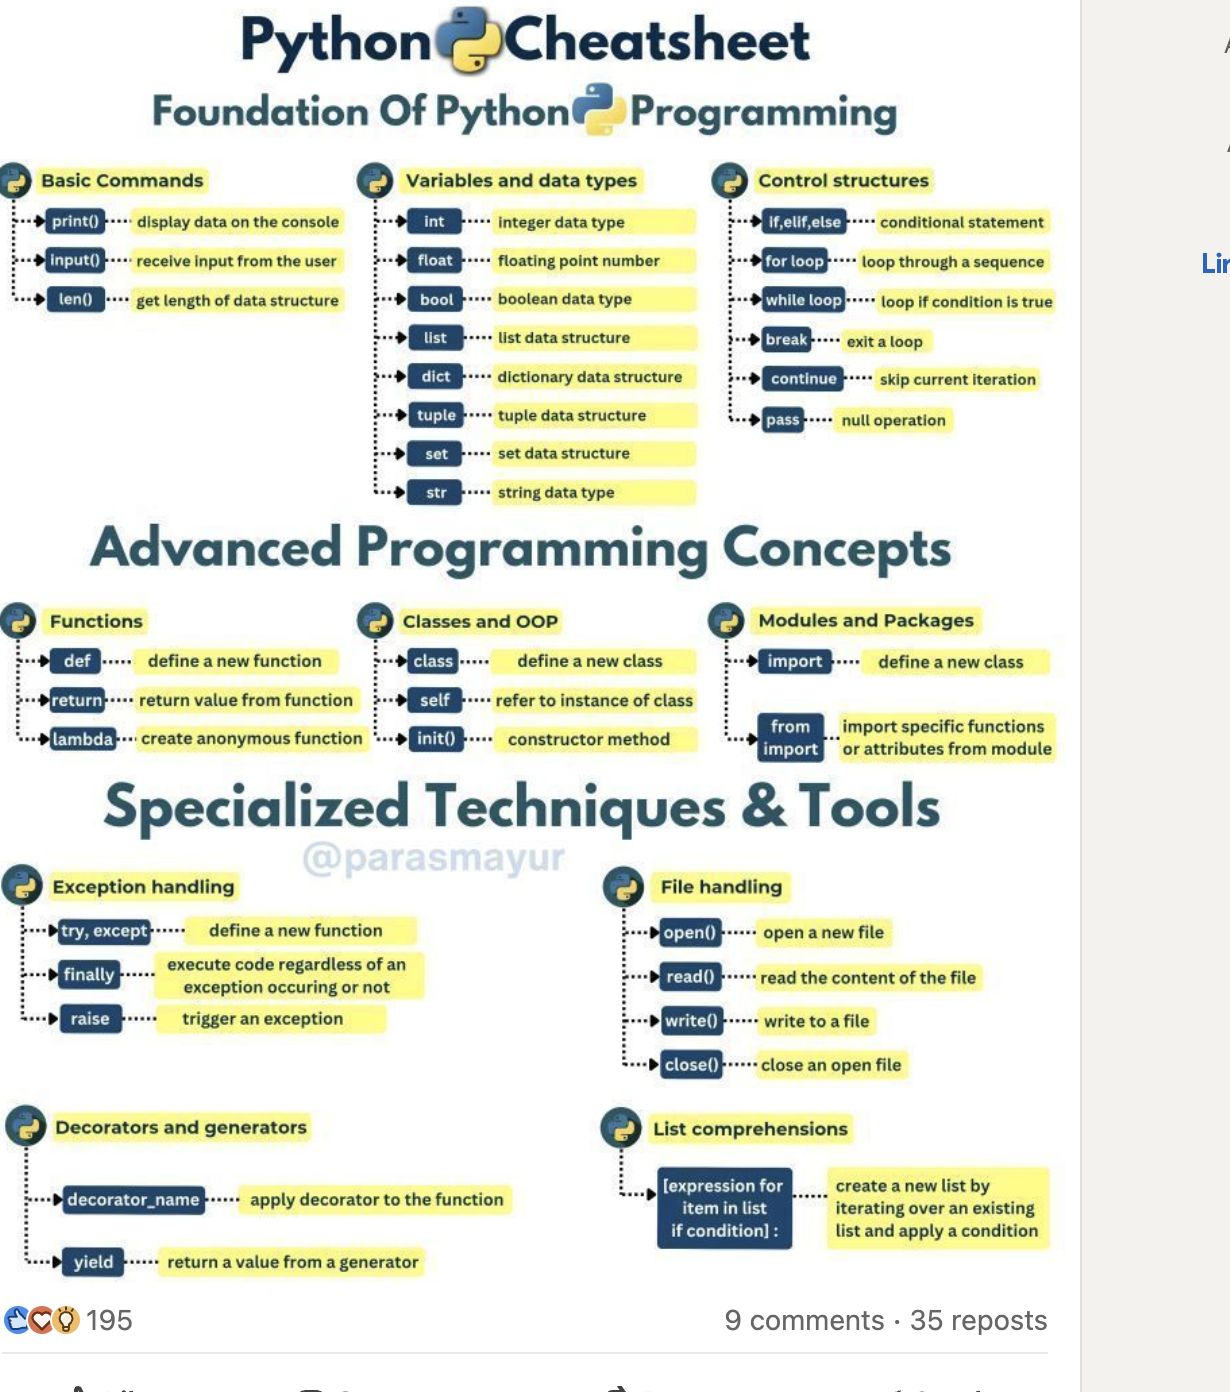 Python Cheatsheet
Foundation Of Python Programming
Basic Commands
print() display data on the console
input() receive input from the user
len() get length of data structure
Variables and data types
int integer data type
float floating point number
bool boolean data type
list list data structure
dict dictionary data structure
tuple tuple data structure
set set data structure
str string data type
Control structures
if,elif,else conditional statement
for loop loop through a sequence
while loop loop if condition is true
break exit a loop
continue skip current iteration
pass null operation
Advanced Programming Concepts
Functions
def define a new function
return return value from function
lambda create anonymous function
Classes and OOP
class define a new class
self refer to instance of class
init() constructor method
Modules and Packages
import define a new class
from
import
import specific functions
or attributes from module
Specialized Techniques & Tools
@parasmayur
Exception handling
try, except define a new function
finally
execute code regardless of an
exception occuring or not
raise trigger an exception
File handling
open() open a new file
read() read the content of the file
write() write to a file
close() close an open file
Decorators and generators
decorator_name apply decorator to the function
yield return a value from a generator
List comprehensions
[expression for
item in list
if condition] :
create a new list by
iterating over an existing
list and apply a condition
195
9 comments · 35 reposts